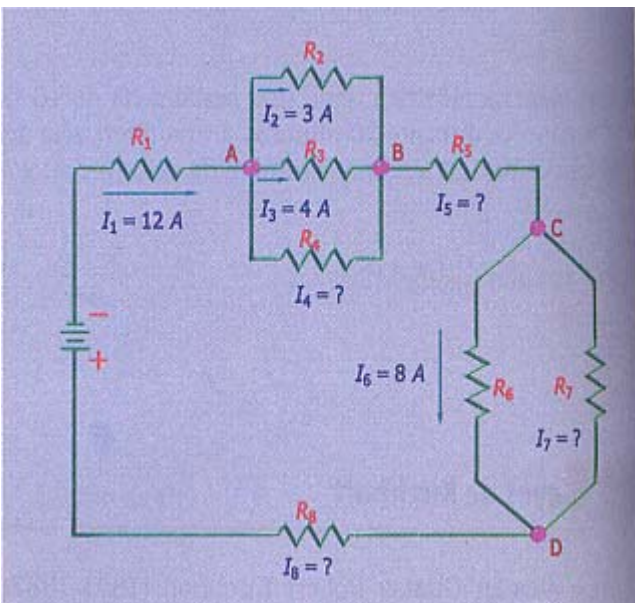 R₂
I₂ = 3 A
R₁
A
R₃
B
R₅
I₁ = 12 A
I₃ = 4 A
I₅ = ?
R₄
C
I₄ = ?
−
+
I₆ = 8 A
R₆
R₇
I₇ = ?
R₈
I₈ = ?
D